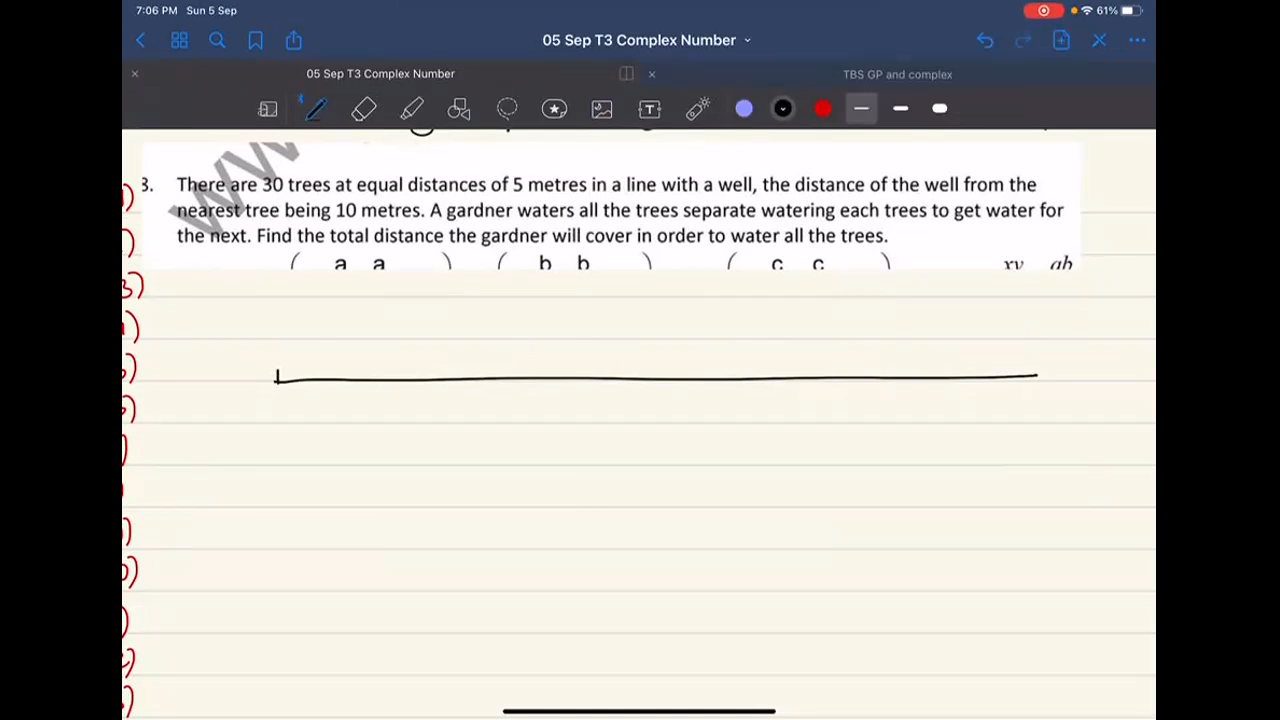 7:06 PM Sun 5 Sep
61%
05 Sep T3 Complex Number
05 Sep T3 Complex Number
TBS GP and complex
T
3. There are 30 trees at equal distances of 5 metres in a line with a well, the distance of the well from the
nearest tree being 10 metres. A gardner waters all the trees separate watering each trees to get water for
the next. Find the total distance the gardner will cover in order to water all the trees.
( a a ) ( b b ) ( c c ) xy ab